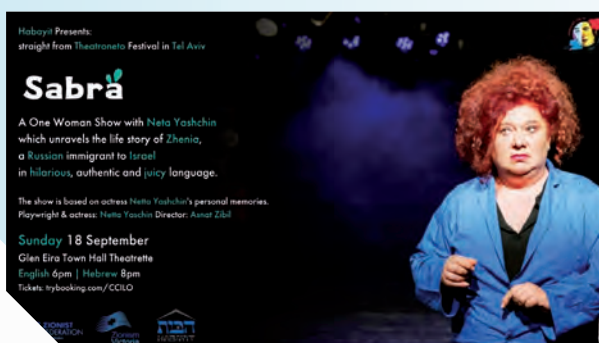 Habayit Presents:
straight from Theatroneto Festival in Tel Aviv
Sabra
A One Woman Show with Neta Yashchin
which unravels the life story of Zhenia,
a Russian immigrant to Israel
in hilarious, authentic and juicy language.
The show is based on actress Netta Yashchin's personal memories.
Playwright & actress: Netta Yaschin Director: Asnat Zibil
Sunday 18 September
Glen Eira Town Hall Theatrette
English 6pm | Hebrew 8pm
Tickets: trybooking.com/CCILO
ZIONIST
FEDERATION
Zionism
Victoria
הבית